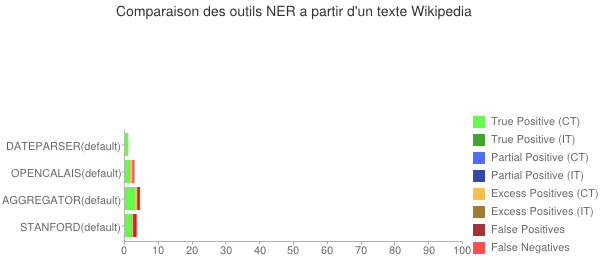 Comparaison des outils NER a partir d'un texte Wikipedia
DATEPARSER(default)
OPENCALAIS(default)
AGGREGATOR(default)
STANFORD(default)
0 10 20 30 40 50 60 70 80 90 100
True Positive (CT)
True Positive (IT)
Partial Positive (CT)
Partial Positive (IT)
Excess Positives (CT)
Excess Positives (IT)
False Positives
False Negatives